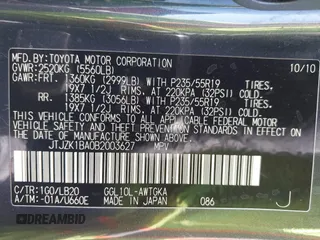 MFD. BY: TOYOTA MOTOR CORPORATION 10/10
GVWR: 2520KG (5560LB)
GAWR: FRT. 1360KG (2999LB) WITH P235/55R19 TIRES,
19X7 1/2J RIMS, AT 220KPA (32PSI) COLD.
RR. 1385KG (3056LB) WITH P235/55R19 TIRES,
19X7 1/2J RIMS, AT 220KPA (32PSI) COLD.
THIS VEHICLE CONFORMS TO ALL APPLICABLE
FEDERAL MOTOR VEHICLE SAFETY
STANDARDS IN EFFECT ON THE DATE OF
MANUFACTURE SHOWN ABOVE.
JTJZK1BA0B2003627 MPV
C/TR: 1G0/LB20 GGL10L-AWTGKA
A/TM: -01A/U660E MADE IN JAPAN 086 J
DREAMBID